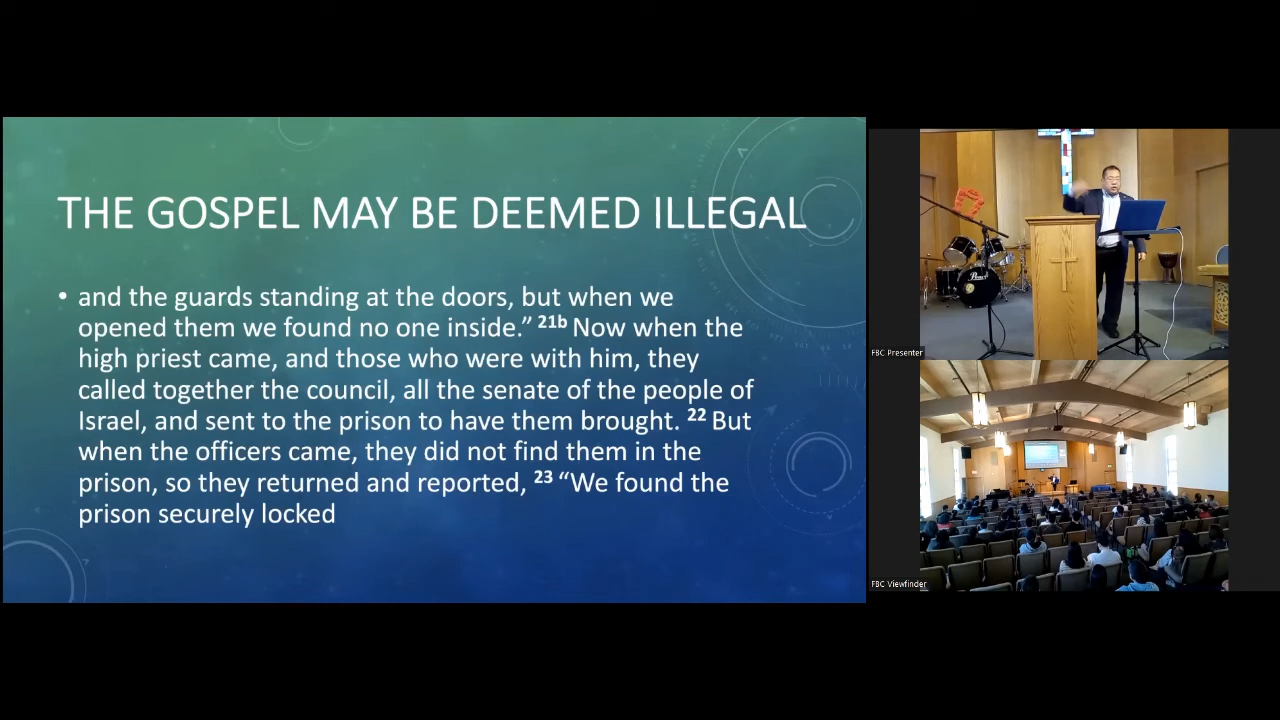 THE GOSPEL MAY BE DEEMED ILLEGAL
• and the guards standing at the doors, but when we
opened them we found no one inside.” 21b Now when the
high priest came, and those who were with him, they
called together the council, all the senate of the people of
Israel, and sent to the prison to have them brought. 22 But
when the officers came, they did not find them in the
prison, so they returned and reported, 23 “We found the
prison securely locked
FBC Presenter
FBC Viewfinder